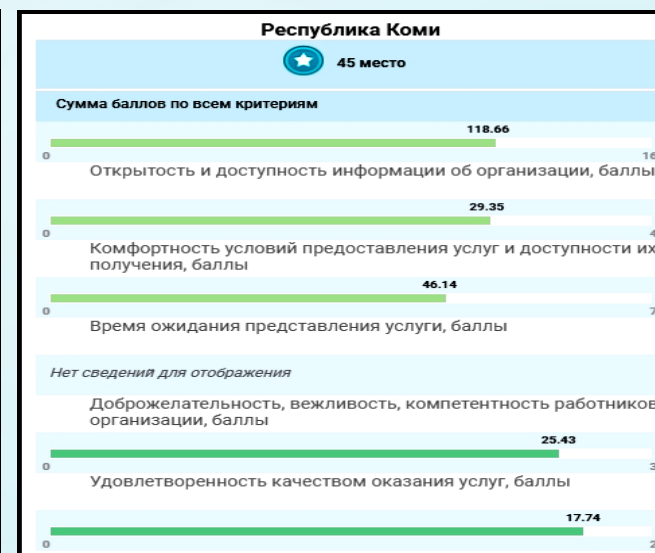 Республика Коми
45 место
Сумма баллов по всем критериям
118.66
0
Открытость и доступность информации об организации, баллы
29.35
0
Комфортность условий предоставления услуг и доступности их
получения, баллы
46.14
0
Время ожидания представления услуги, баллы
Нет сведений для отображения
Доброжелательность, вежливость, компетентность работников
организации, баллы
25.43
0
Удовлетворенность качеством оказания услуг, баллы
17.74
0